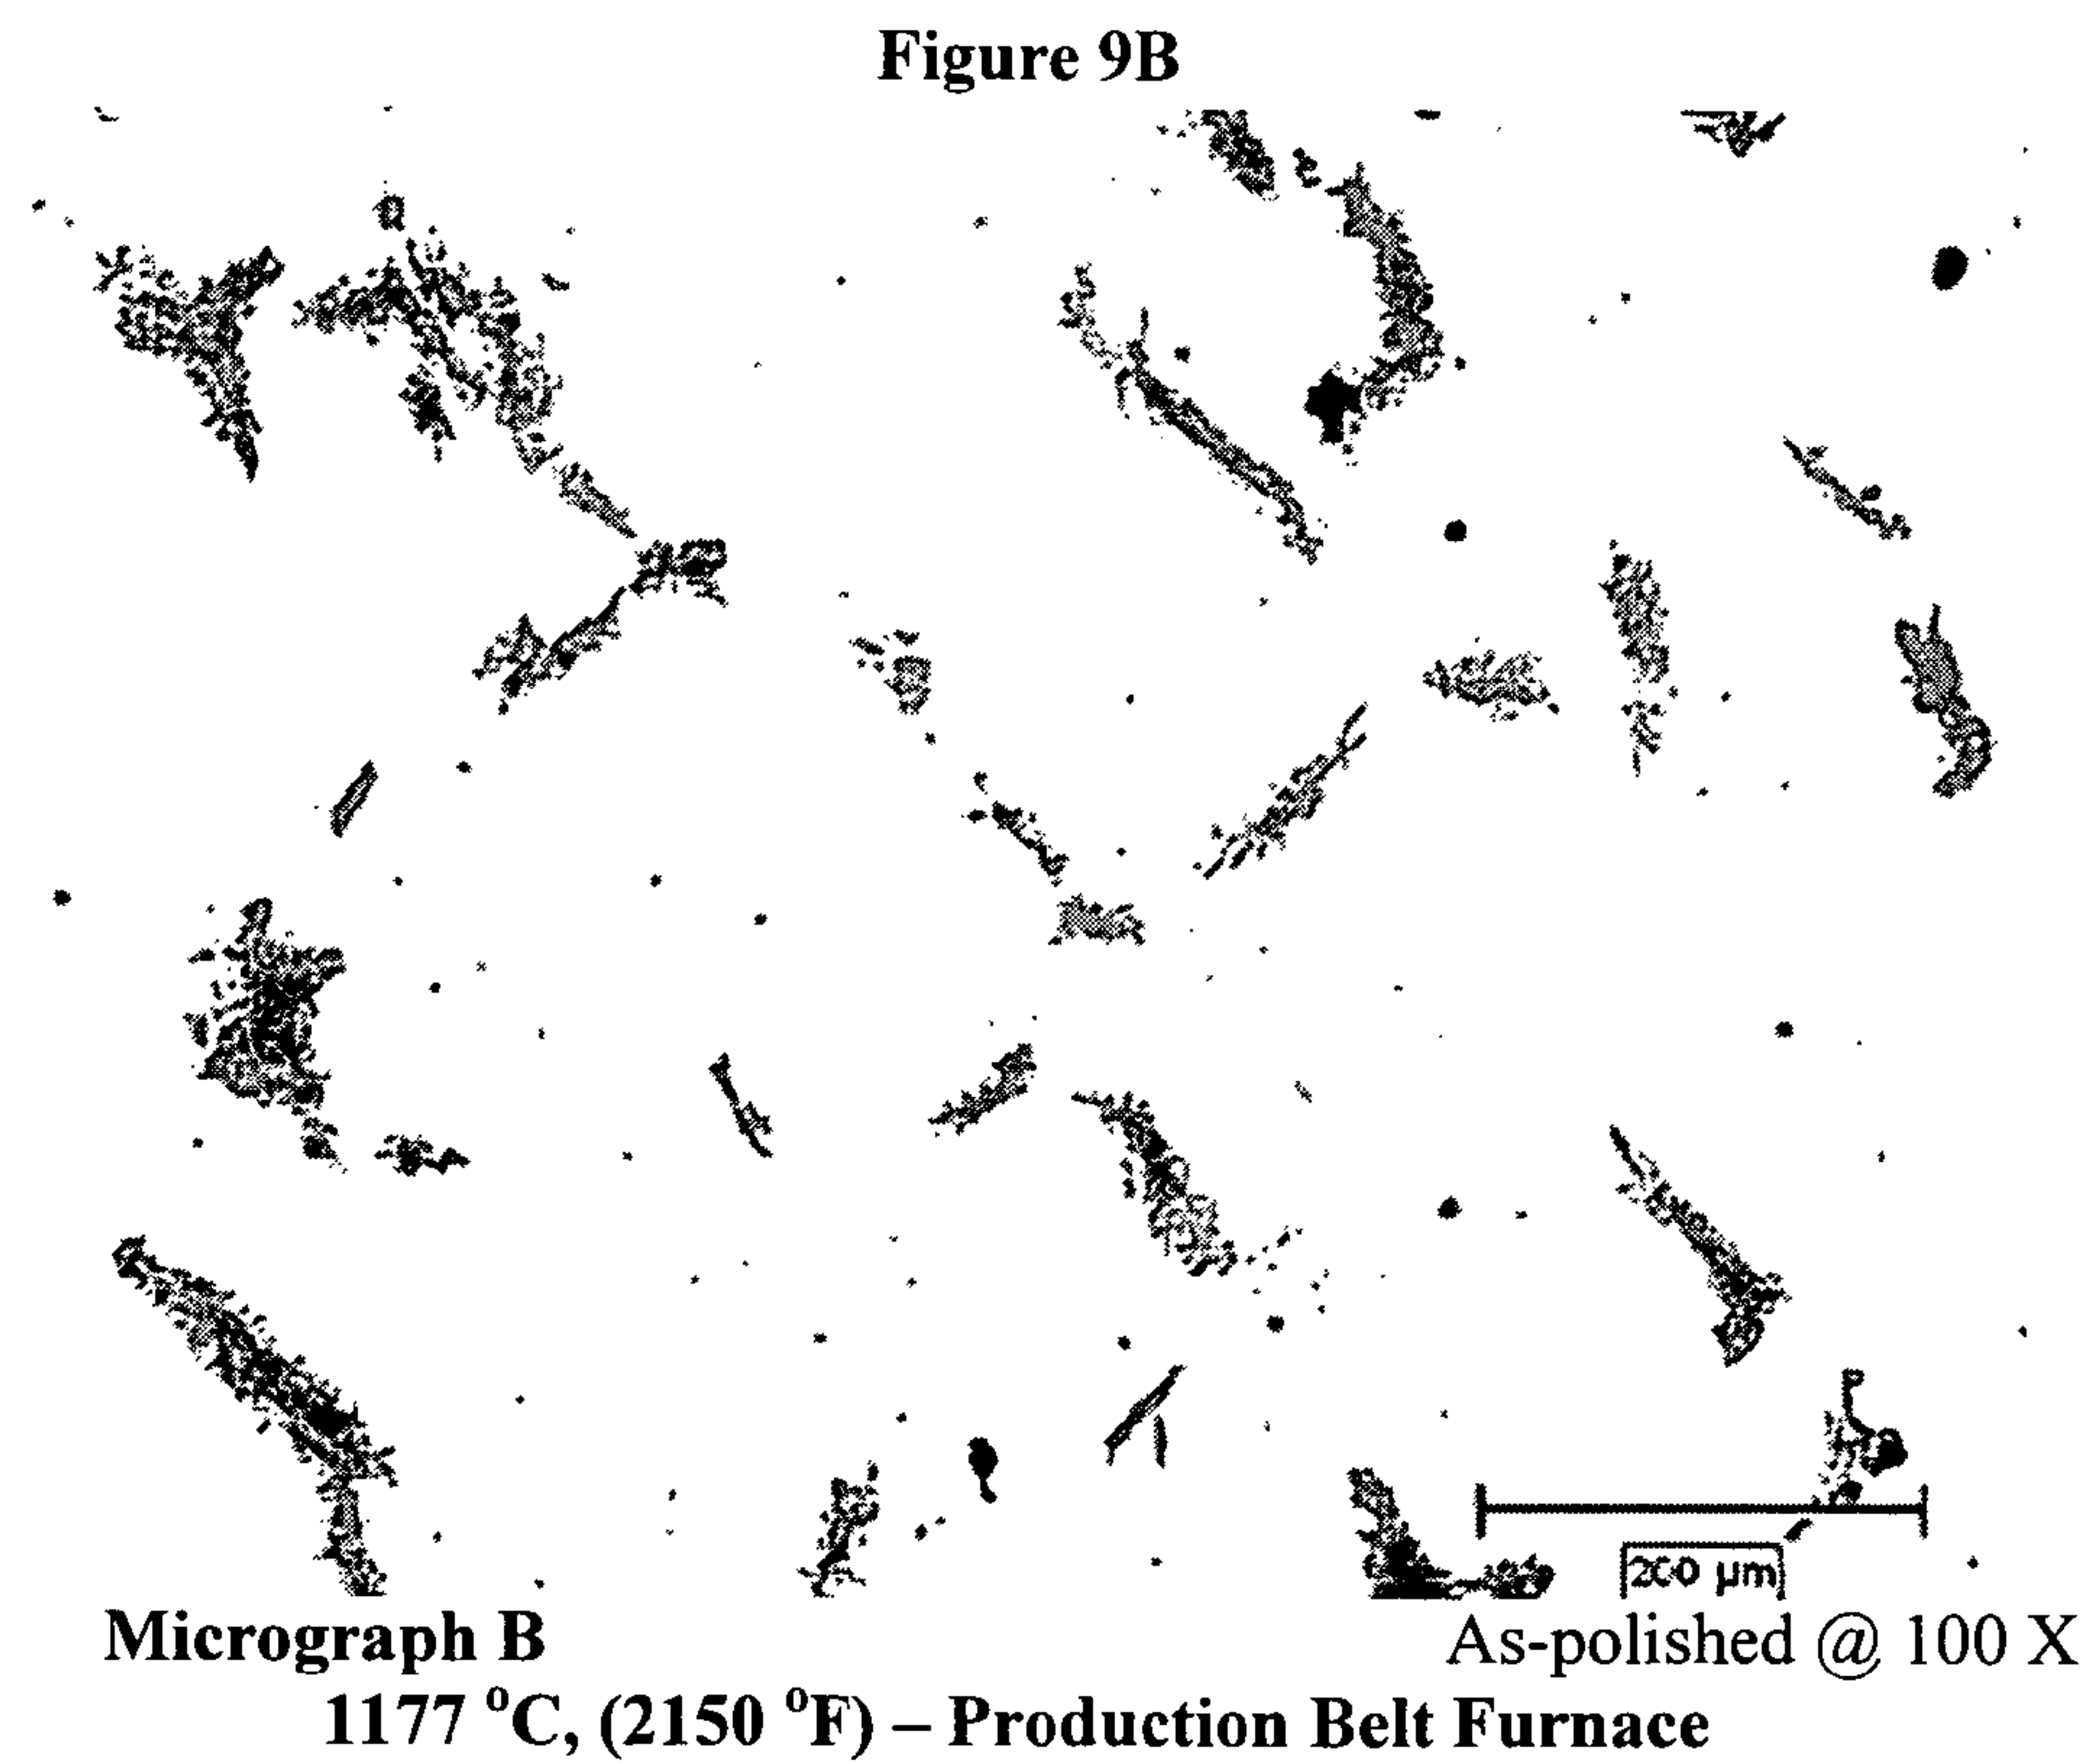 Figure 9B
200 µm
Micrograph B
As-polished @ 100 X
1177 °C, (2150 °F) – Production Belt Furnace